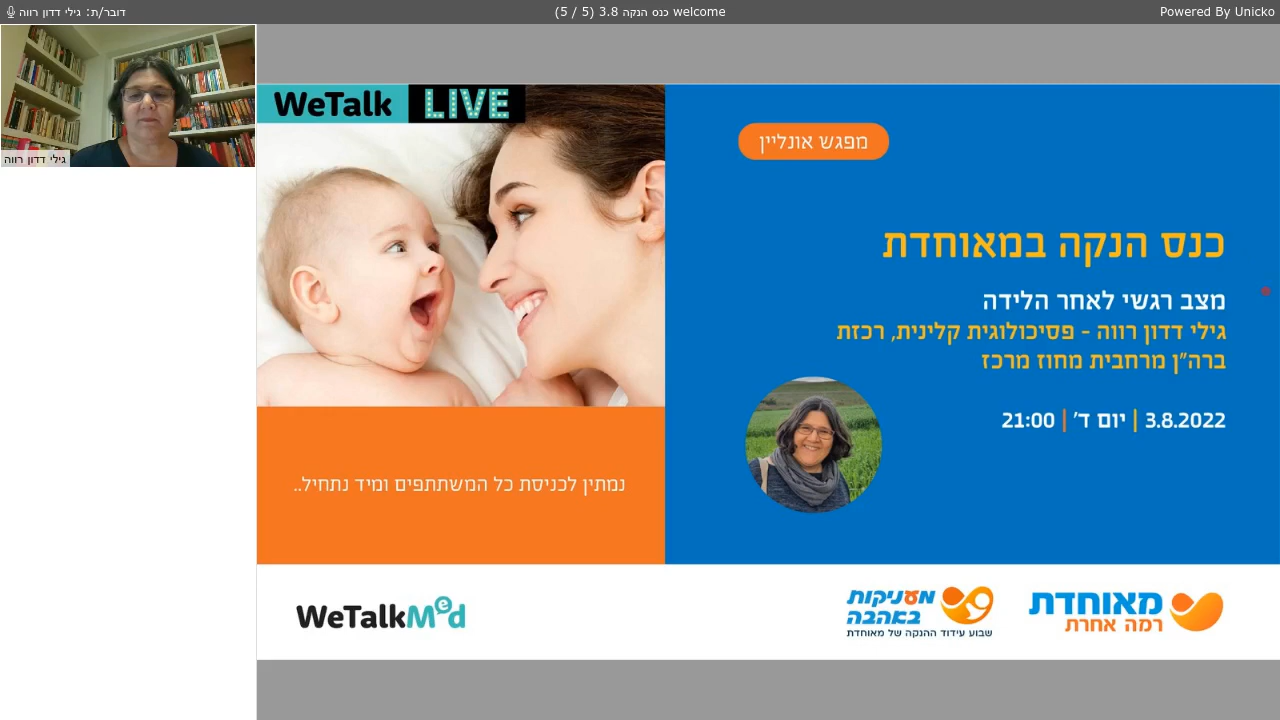 דובר/ת: גילי דדון רווה
welcome כנס הנקה 3.8 (5 / 5)
Powered By Unicko
גילי דדון רווה
WeTalk LIVE
מפגש אונליין
כנס הנקה במאוחדת
מצב רגשי לאחר הלידה
גילי דדון רווה - פסיכולוגית קלינית, רכזת
ברה"ן מרחבית מחוז מרכז
3.8.2022 | יום ד' | 21:00
נמתין לכניסת כל המשתתפים ומיד נתחיל..
WeTalkMed
מעניקות
באהבה
שבוע עידוד ההנקה של מאוחדת
מאוחדת
רמה אחרת